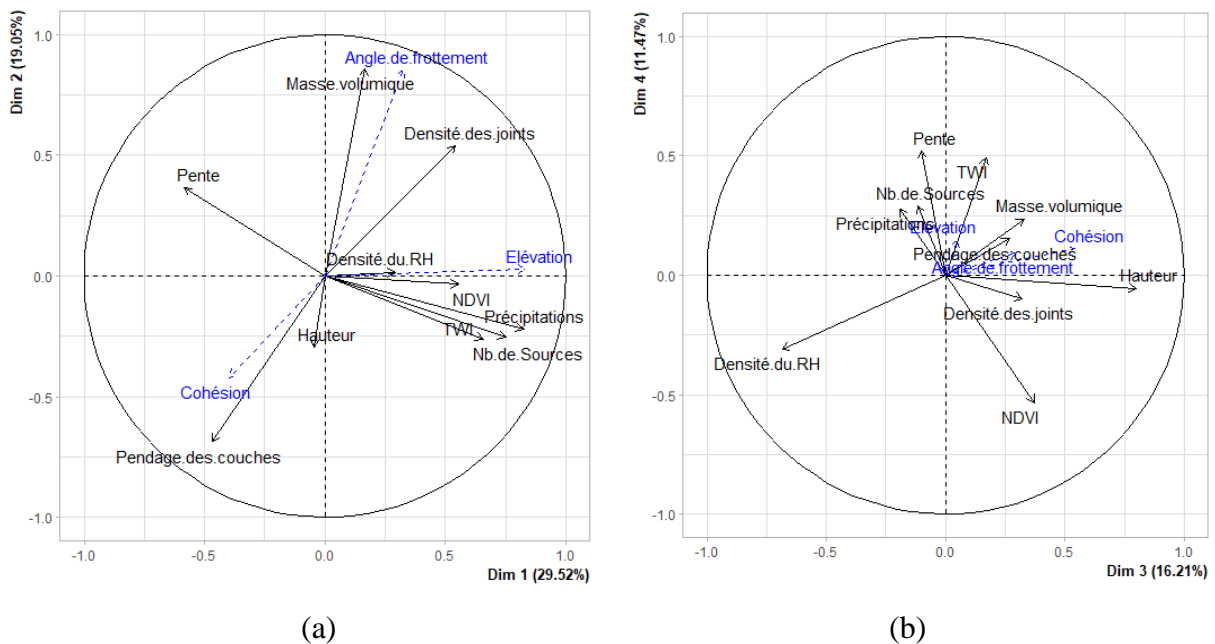 Dim 2 (19.05%)
1.0
0.5
0.0
-0.5
-1.0
Angle.de.frottement
Masse.volumique
Densité.des.joints
Pente
Densité.du.RH
Elévation
NDVI
Précipitations
TWI
Nb.de.Sources
Hauteur
Cohésion
Pendage.des.couches
-1.0 -0.5 0.0 0.5 1.0
Dim 1 (29.52%)
(a)
Dim 4 (11.47%)
1.0
0.5
0.0
-0.5
-1.0
Pente
TWI
Nb.de.Sources
Masse.volumique
Précipitations
Elévation
Cohésion
Pendage.des.couches
Angle.de.frottement
Hauteur
Densité.des.joints
Densité.du.RH
NDVI
-1.0 -0.5 0.0 0.5 1.0
Dim 3 (16.21%)
(b)